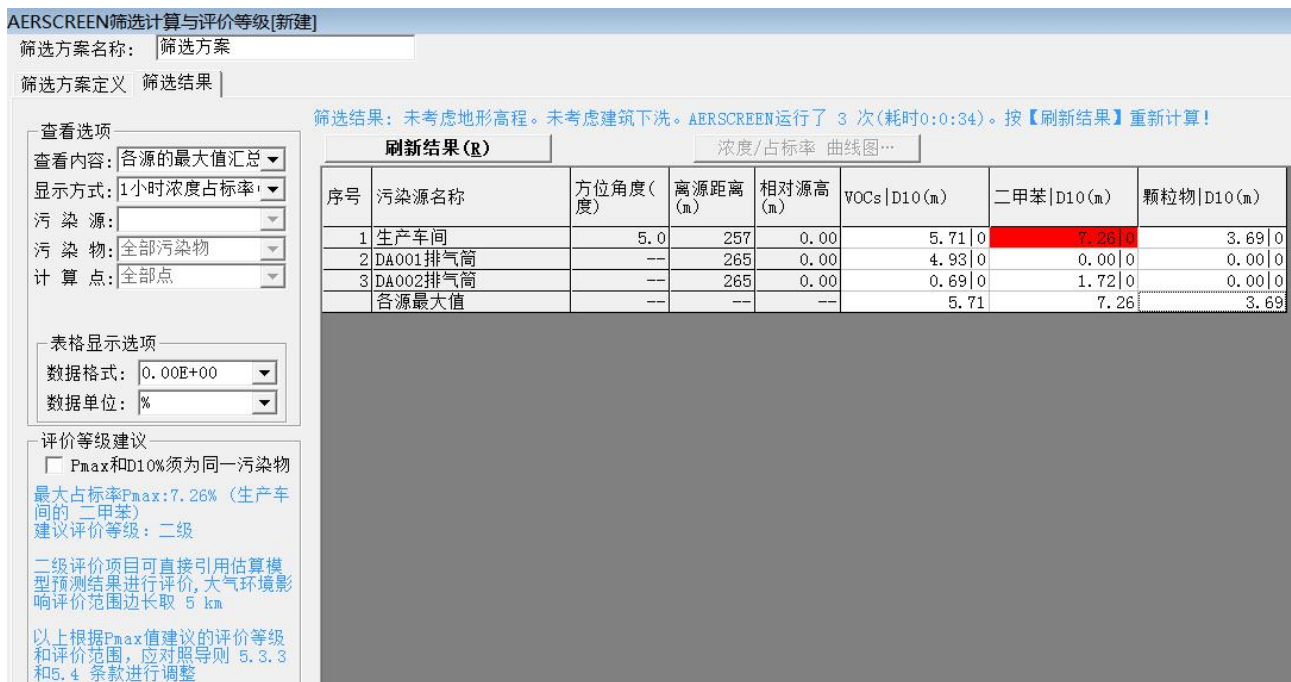 AERSCREEN筛选计算与评价等级[新建]
筛选方案名称: 筛选方案
筛选方案定义 筛选结果
筛选结果: 未考虑地形高程。未考虑建筑下洗。AERSCREEN运行了 3 次(耗时0:0:34)。按【刷新结果】重新计算!
刷新结果(R) 浓度/占标率 曲线图…
查看选项
查看内容: 各源的最大值汇总
显示方式: 1小时浓度占标率
污 染 源:
污 染 物: 全部污染物
计 算 点: 全部点
表格显示选项
数据格式: 0.00E+00
数据单位: %
评价等级建议
Pmax和D10%须为同一污染物
最大占标率Pmax:7.26% (生产车
间的 二甲苯)
建议评价等级: 二级
二级评价项目可直接引用估算模
型预测结果进行评价,大气环境影
响评价范围边长取 5 km
以上根据Pmax值建议的评价等级
和评价范围, 应对照导则 5.3.3
和5.4 条款进行调整
序号 污染源名称 方位角度(度) 离源距离(m) 相对源高(m) VOCs|D10(m) 二甲苯|D10(m) 颗粒物|D10(m)
1 生产车间 5.0 257 0.00 5.71|0 7.26|0 3.69|0
2 DA001排气筒 -- 265 0.00 4.93|0 0.00|0 0.00|0
3 DA002排气筒 -- 265 0.00 0.69|0 1.72|0 0.00|0
各源最大值 -- -- -- 5.71 7.26 3.69